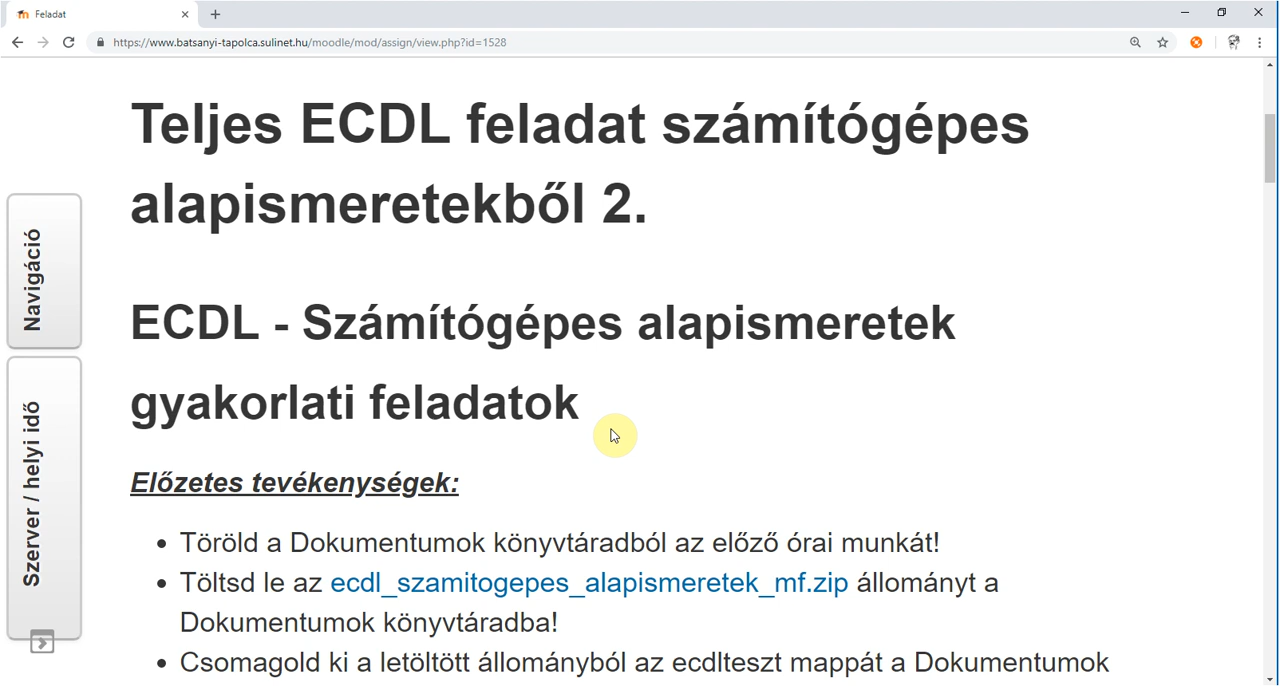 Feladat
https://www.batsanyi-tapolca.sulinet.hu/moodle/mod/assign/view.php?id=1528
Navigáció
Szerver / helyi idő
Teljes ECDL feladat számítógépes
alapismeretekből 2.
ECDL - Számítógépes alapismeretek
gyakorlati feladatok
Előzetes tevékenységek:
• Töröld a Dokumentumok könyvtáradból az előző órai munkát!
• Töltsd le az ecdl_szamitogepes_alapismeretek_mf.zip állományt a
Dokumentumok könyvtáradba!
• Csomagold ki a letöltött állományból az ecdlteszt mappát a Dokumentumok